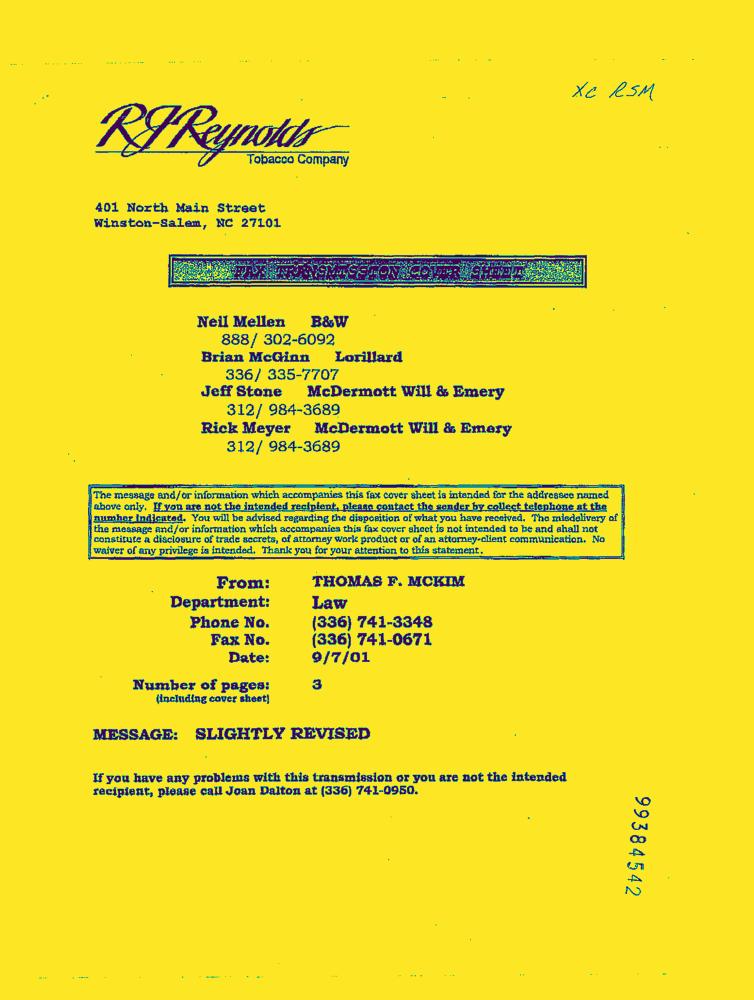 XC RSM
RJReynolds
Tobacco Company
401 North Main Street
Winston-Salem, NC 27101
FAX TRANSMISSION COVER SHEET
Neil Mellen B&W
888/ 302-6092
Brian McGinn Lorillard
336/ 335-7707
Jeff Stone McDermott Will & Emery
312/ 984-3689
Rick Meyer McDermott Will & Emery
312/ 984-3689
The message and/or information which accompanies this fax cover sheet is intended for the addressee named
above only. If you are not the intended recipient, please contact the sender by collect telephone at the
number indicated. You will be advised regarding the disposition of what you have received. The misdelivery of
the message and/or information which accompanies this fax cover sheet is not intended to be and shall not
constitute a disclosure of trade secrets, of attorney work product or of an attorney-client communication. No
waiver of any privilege is intended. Thank you for your attention to this statement.
From: THOMAS F. MCKIM
Department: Law
Phone No. (336) 741-3348
Fax No. (336) 741-0671
Date: 9/7/01
Number of pages: 3
(including cover sheet)
MESSAGE: SLIGHTLY REVISED
If you have any problems with this transmission or you are not the intended
recipient, please call Joan Dalton at (336) 741-0950.
99384542